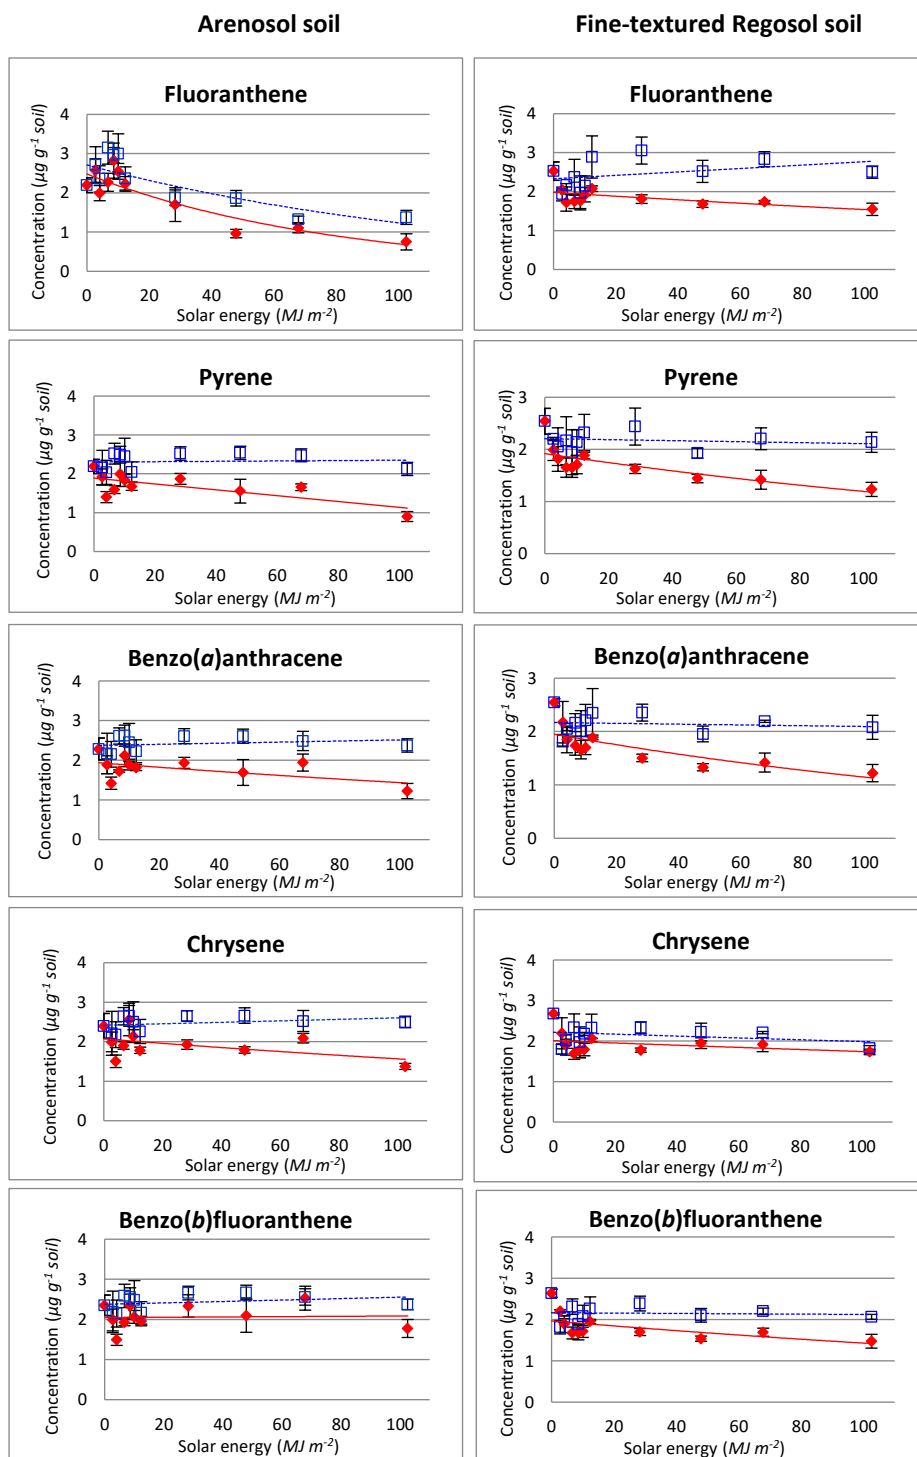 Arenosol soil
Fine-textured Regosol soil
Fluoranthene
Concentration (µg g⁻¹ soil)
4
3
2
1
0
0 20 40 60 80 100
Solar energy (MJ m⁻²)
Fluoranthene
Concentration (µg g⁻¹ soil)
4
3
2
1
0
0 20 40 60 80 100
Solar energy (MJ m⁻²)
Pyrene
Concentration (µg g⁻¹ soil)
4
3
2
1
0
0 20 40 60 80 100
Solar energy (MJ m⁻²)
Pyrene
Concentration (µg g⁻¹ soil)
3
2
1
0
0 20 40 60 80 100
Solar energy (MJ m⁻²)
Benzo(a)anthracene
Concentration (µg g⁻¹ soil)
4
3
2
1
0
0 20 40 60 80 100
Solar energy (MJ m⁻²)
Benzo(a)anthracene
Concentration (µg g⁻¹ soil)
3
2
1
0
0 20 40 60 80 100
Solar energy (MJ m⁻²)
Chrysene
Concentration (µg g⁻¹ soil)
4
3
2
1
0
0 20 40 60 80 100
Solar energy (MJ m⁻²)
Chrysene
Concentration (µg g⁻¹ soil)
4
3
2
1
0
0 20 40 60 80 100
Solar energy (MJ m⁻²)
Benzo(b)fluoranthene
Concentration (µg g⁻¹ soil)
4
3
2
1
0
0 20 40 60 80 100
Solar energy (MJ m⁻²)
Benzo(b)fluoranthene
Concentration (µg g⁻¹ soil)
4
3
2
1
0
0 20 40 60 80 100
Solar energy (MJ m⁻²)